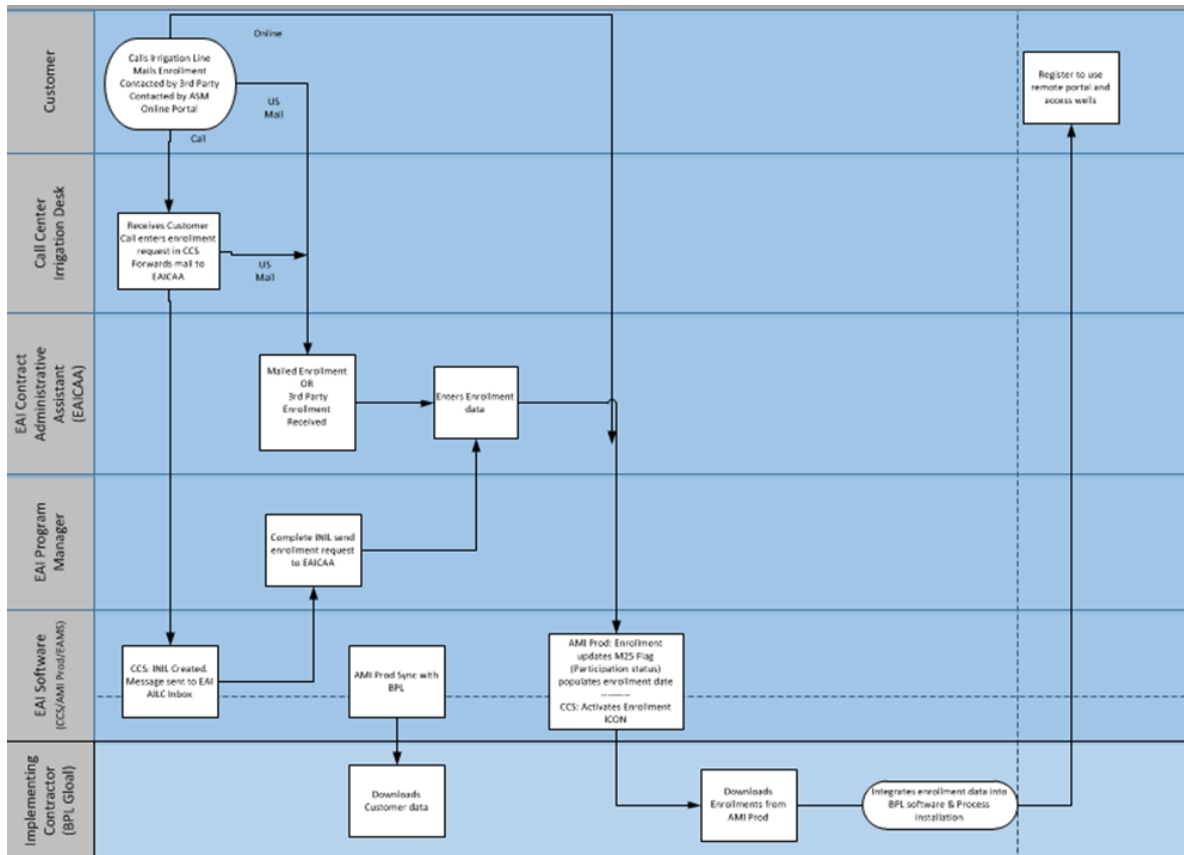 Customer
Online
Calls Irrigation Line
Mails Enrollment
Contacted by 3rd Party
Contacted by ASM
Online Portal
US
Mail
Call
Register to use
remote portal and
access wells
Call Center
Irrigation Desk
Receives Customer
Call enters enrollment
request in CCS
Forwards mail to
EAICAA
US
Mail
EAI Contract
Administrative
Assistant
(EAICAA)
Mailed Enrollment
OR
3rd Party
Enrollment
Received
Enters Enrollment
data
EAI Program
Manager
Complete INIL send
enrollment request
to EAICAA
EAI Software
(CCS/AMI Prod/EAMS)
CCS: INIL Created.
Message sent to EAI
AILC Inbox
AMI Prod Sync with
BPL
AMI Prod: Enrollment
updates M25 Flag
(Participation status)
populates enrollment date
----------
CCS: Activates Enrollment
ICON
Implementing
Contractor
(BPL Gloal)
Downloads
Customer data
Downloads
Enrollments from
AMI Prod
Integrates enrollment data into
BPL software & Process
installation